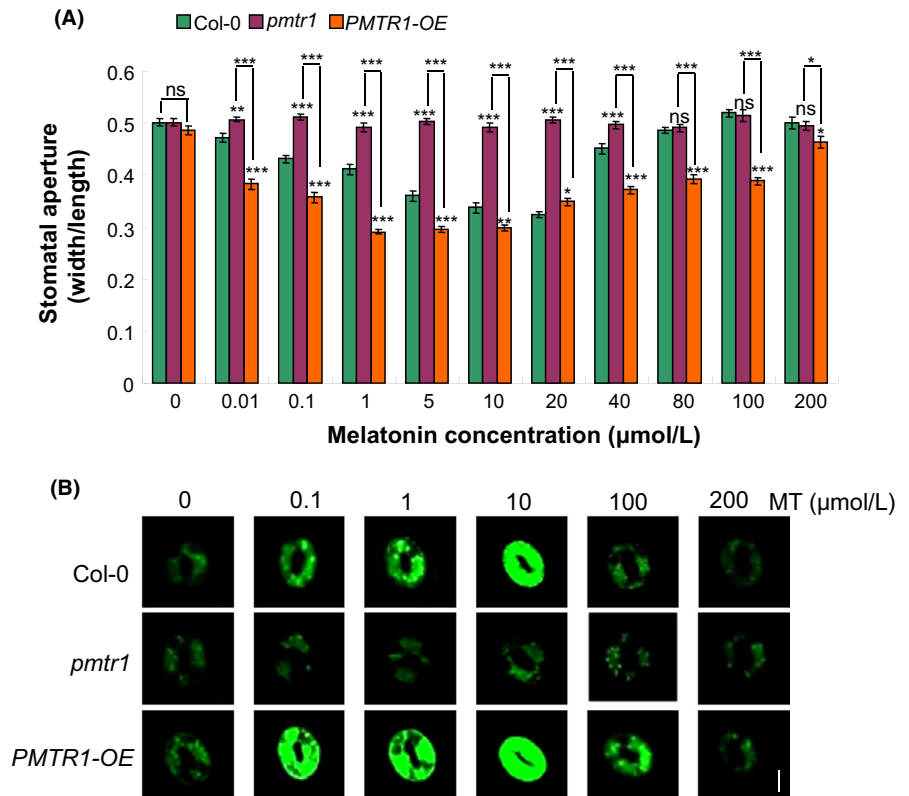 (A)
Col-0 pmtr1 PMTR1-OE
Stomatal aperture
(width/length)
0.6
0.5
0.4
0.3
0.2
0.1
0
ns
** *** ***
*** *** ***
*** *** ***
*** *** ***
*** ** ***
*** * ***
*** *** ***
ns *** ***
ns *** ***
ns * *
0 0.01 0.1 1 5 10 20 40 80 100 200
Melatonin concentration (μmol/L)
(B)
0 0.1 1 10 100 200 MT (μmol/L)
Col-0
pmtr1
PMTR1-OE